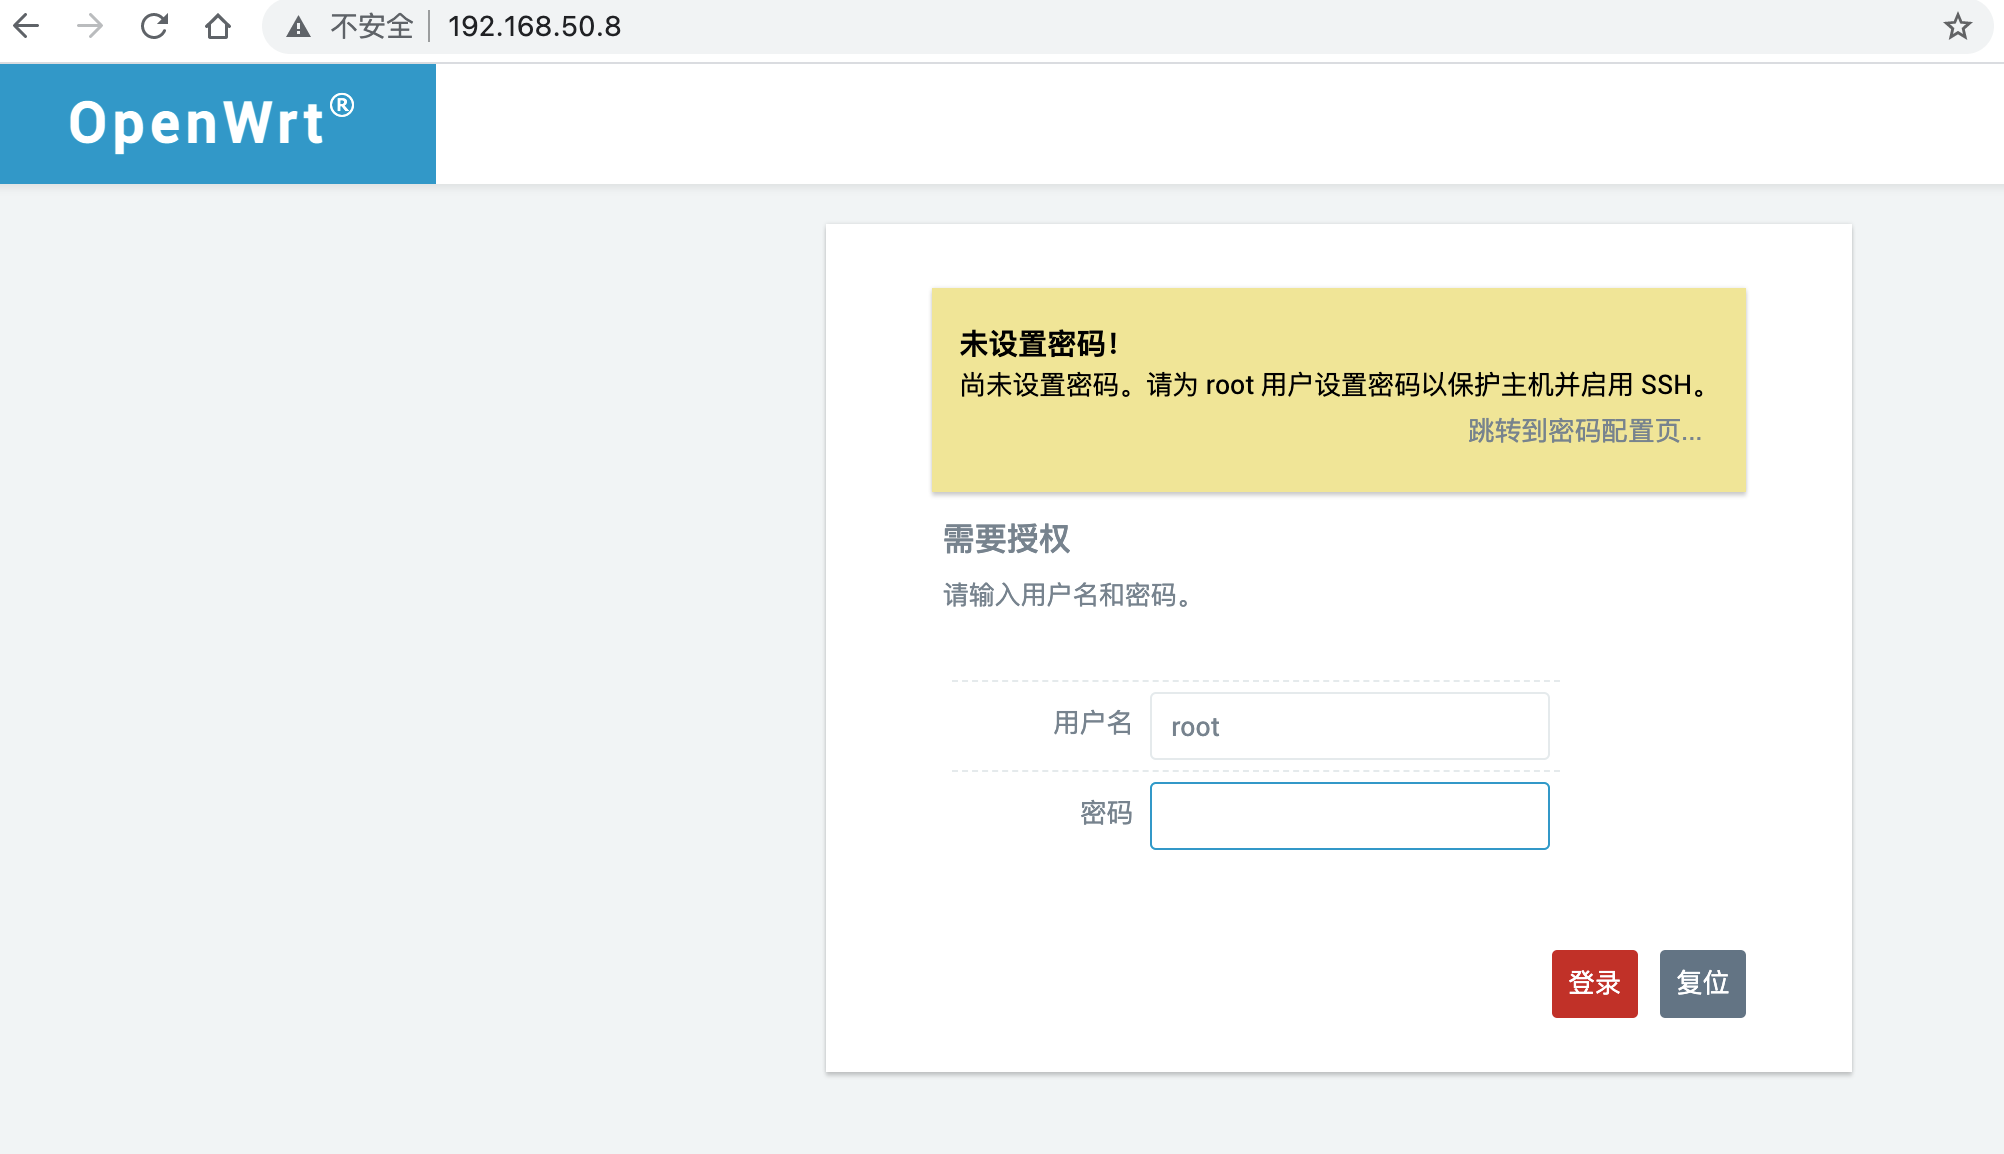 不安全 192.168.50.8
OpenWrt®
未设置密码!
尚未设置密码。请为 root 用户设置密码以保护主机并启用 SSH。
跳转到密码配置页...
需要授权
请输入用户名和密码。
用户名 root
密码
登录 复位